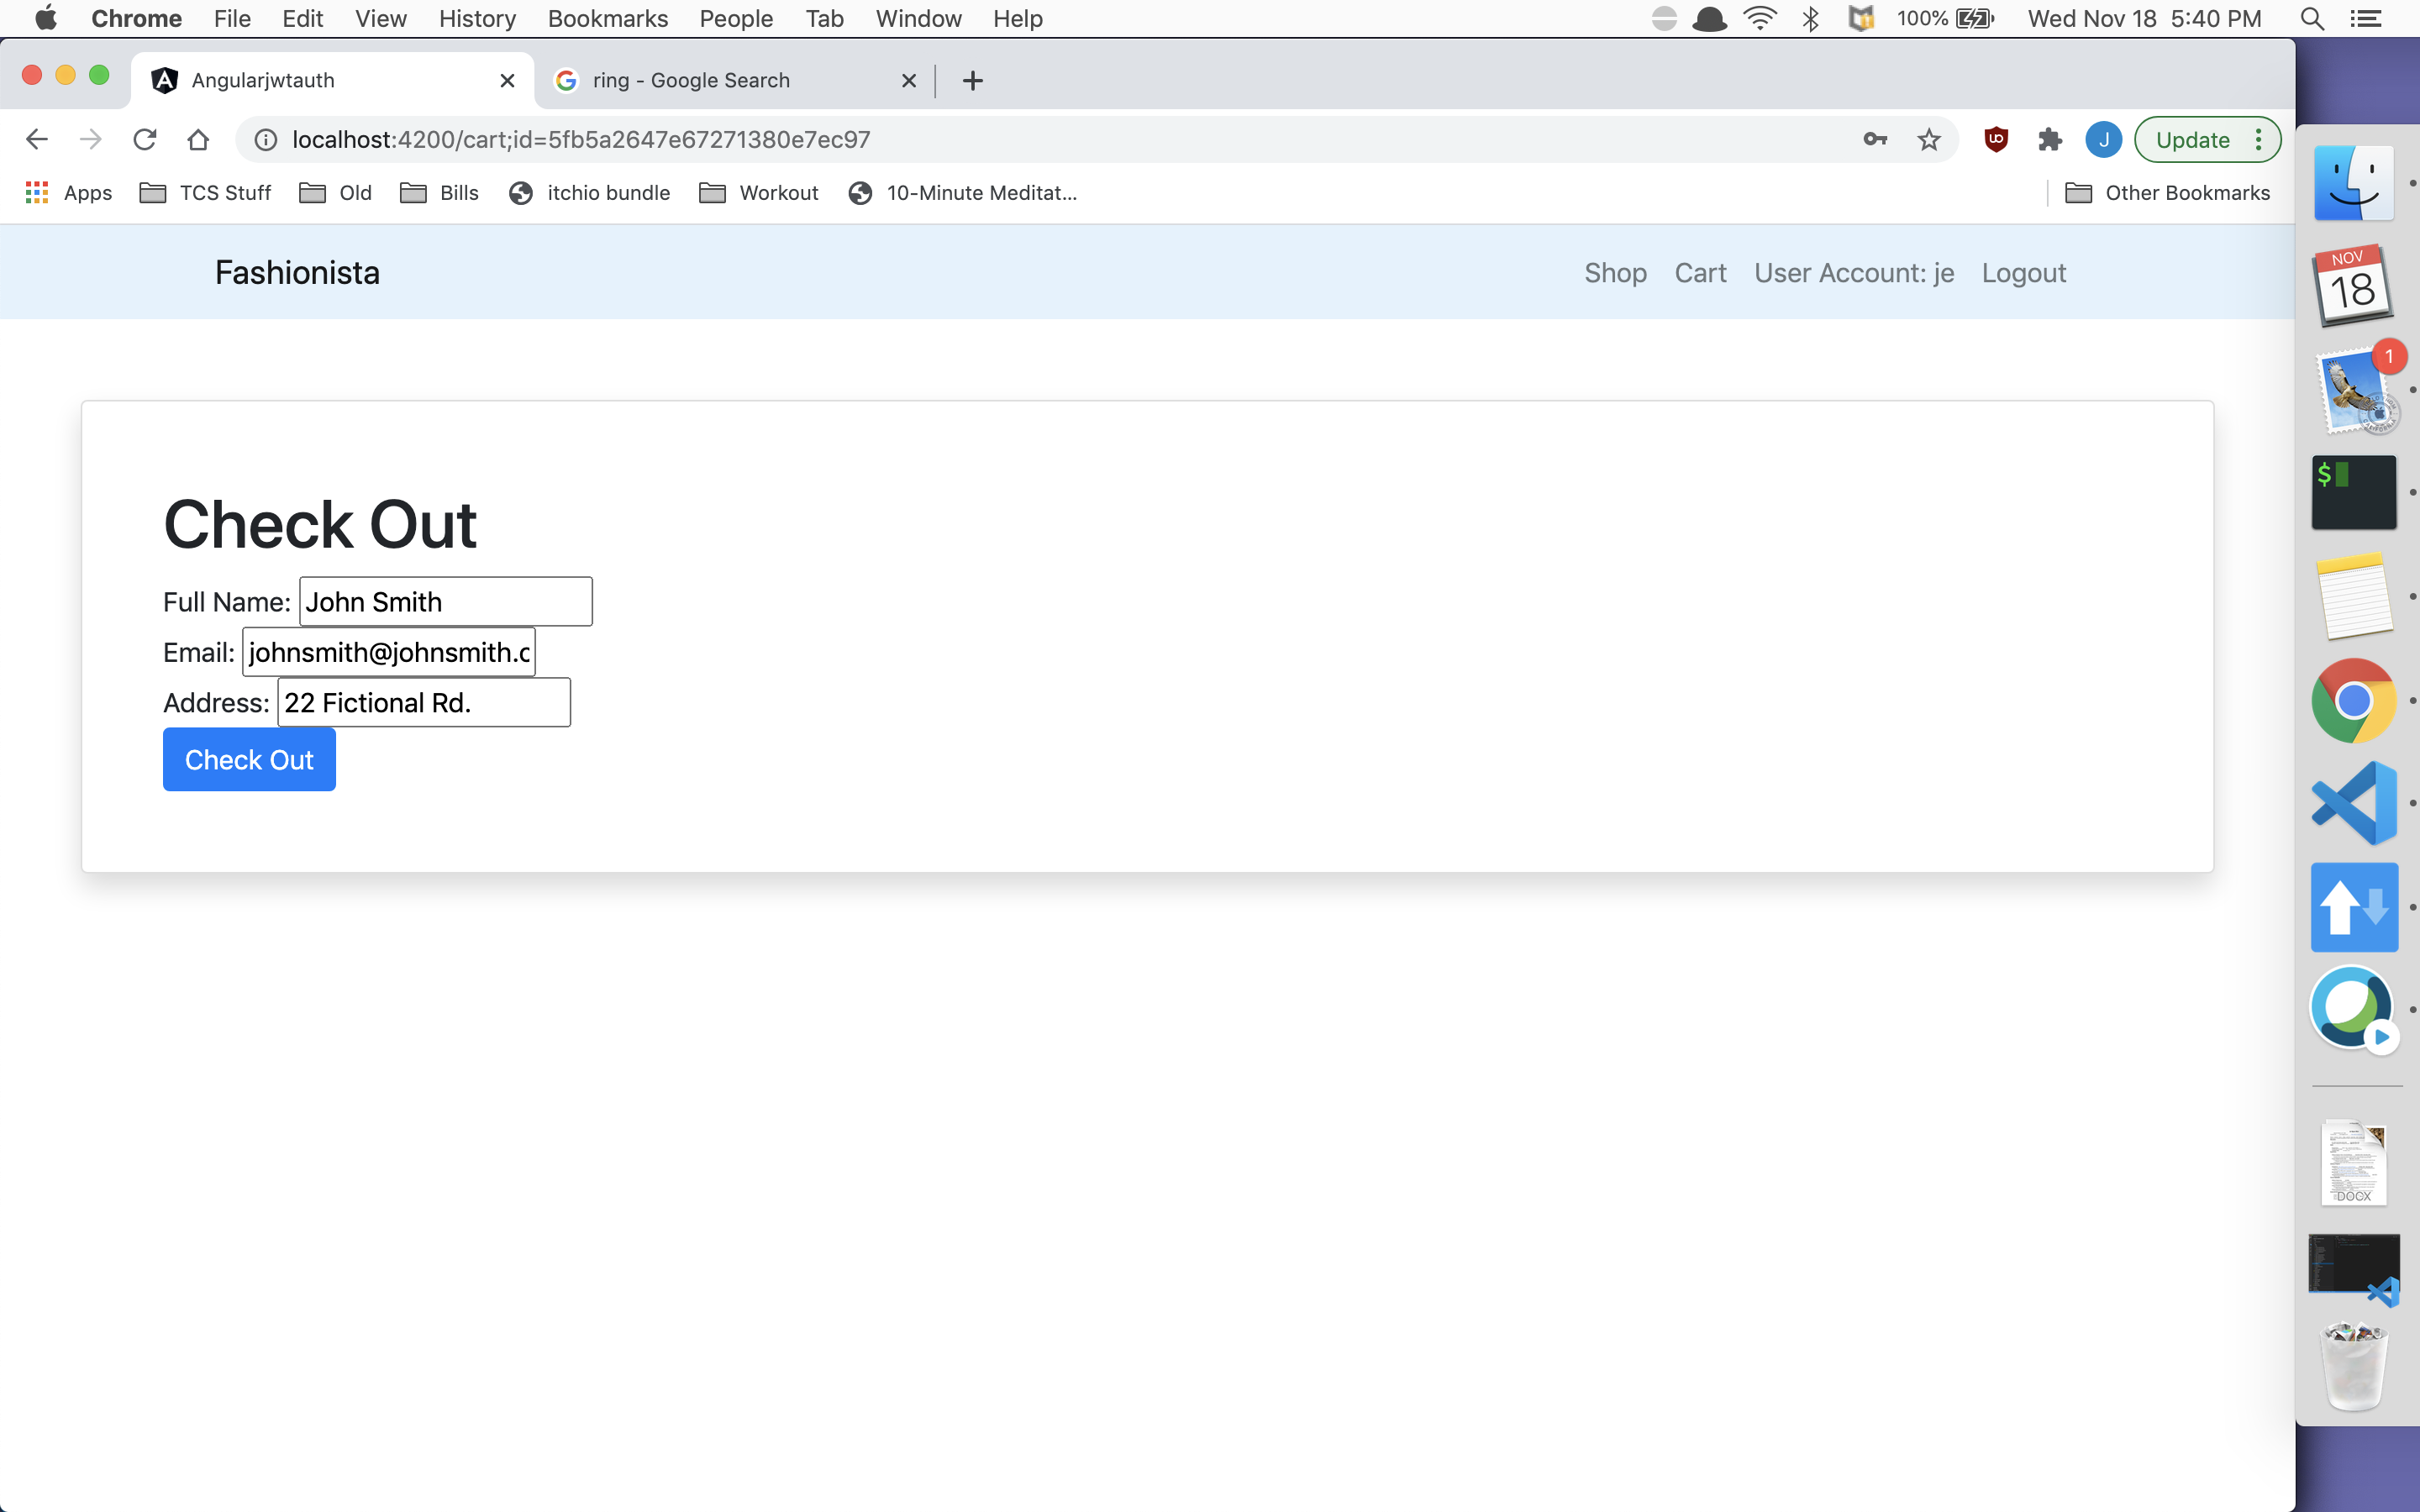 Chrome File Edit View History Bookmarks People Tab Window Help 100% Wed Nov 18 5:40 PM
Angularjwtauth ring - Google Search
localhost:4200/cart;id=5fb5a2647e67271380e7ec97 J Update
Apps TCS Stuff Old Bills itchio bundle Workout 10-Minute Meditat... Other Bookmarks
Fashionista Shop Cart User Account: je Logout
Check Out
Full Name: John Smith
Email: johnsmith@johnsmith.c
Address: 22 Fictional Rd.
Check Out
NOV
18
1
$
DOCX